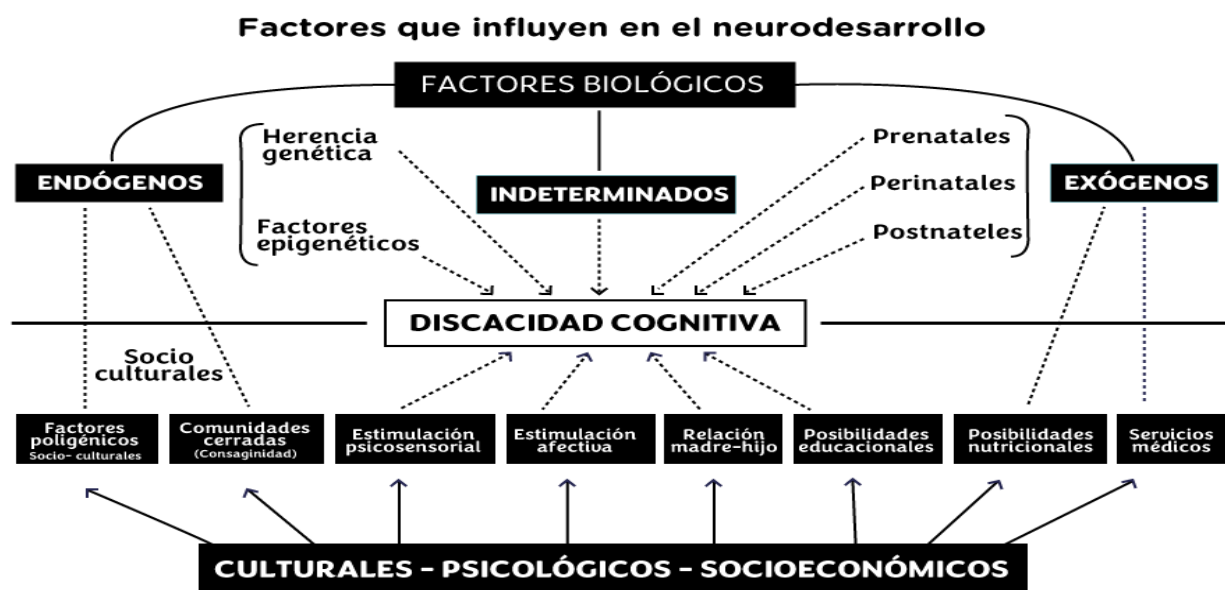 Factores que influyen en el neurodesarrollo
FACTORES BIOLÓGICOS
Herencia
genética
Prenatales
ENDÓGENOS
INDETERMINADOS
Perinatales
EXÓGENOS
Factores
epigenéticos
Postnateles
DISCACIDAD COGNITIVA
Socio
culturales
Factores
poligénicos
Socio- culturales
Comunidades
cerradas
(Consaginidad)
Estimulación
psicosensorial
Estimulación
afectiva
Relación
madre-hijo
Posibilidades
educacionales
Posibilidades
nutricionales
Servicios
médicos
CULTURALES - PSICOLÓGICOS - SOCIOECONÓMICOS